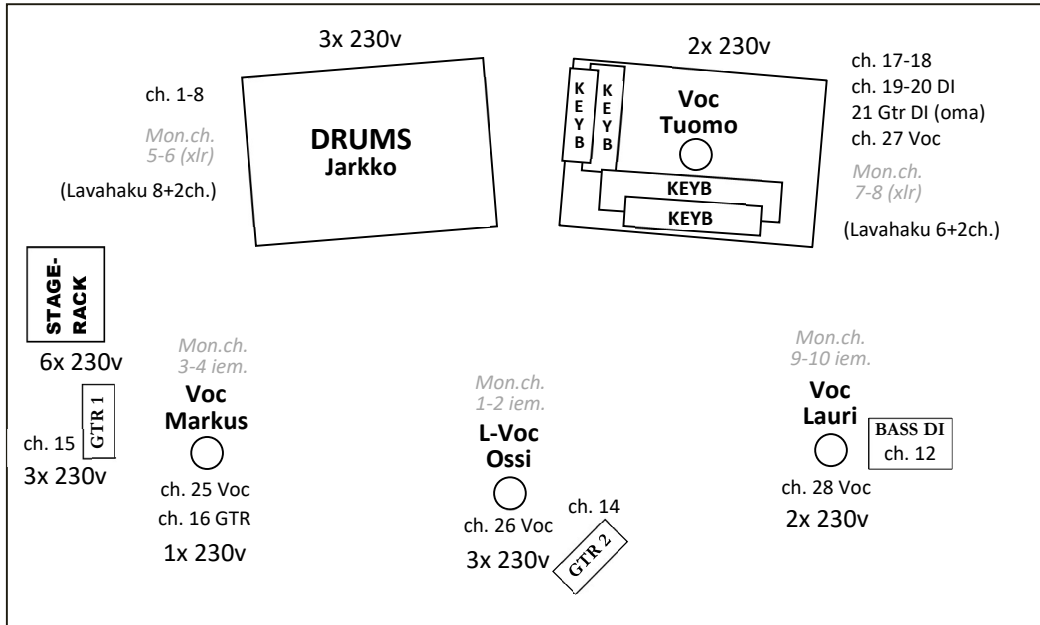 3x 230v
ch. 1-8
Mon.ch.
5-6 (xlr)
(Lavahaku 8+2ch.)
DRUMS
Jarkko
2x 230v
KEYB
KEYB
Voc
Tuomo
KEYB
KEYB
ch. 17-18
ch. 19-20 DI
21 Gtr DI (oma)
ch. 27 Voc
Mon.ch.
7-8 (xlr)
(Lavahaku 6+2ch.)
STAGE-
RACK
6x 230v
GTR 1
ch. 15
3x 230v
Mon.ch.
3-4 iem.
Voc
Markus
ch. 25 Voc
ch. 16 GTR
1x 230v
Mon.ch.
1-2 iem.
L-Voc
Ossi
ch. 26 Voc
3x 230v
ch. 14
GTR 2
Mon.ch.
9-10 iem.
Voc
Lauri
ch. 28 Voc
2x 230v
BASS DI
ch. 12